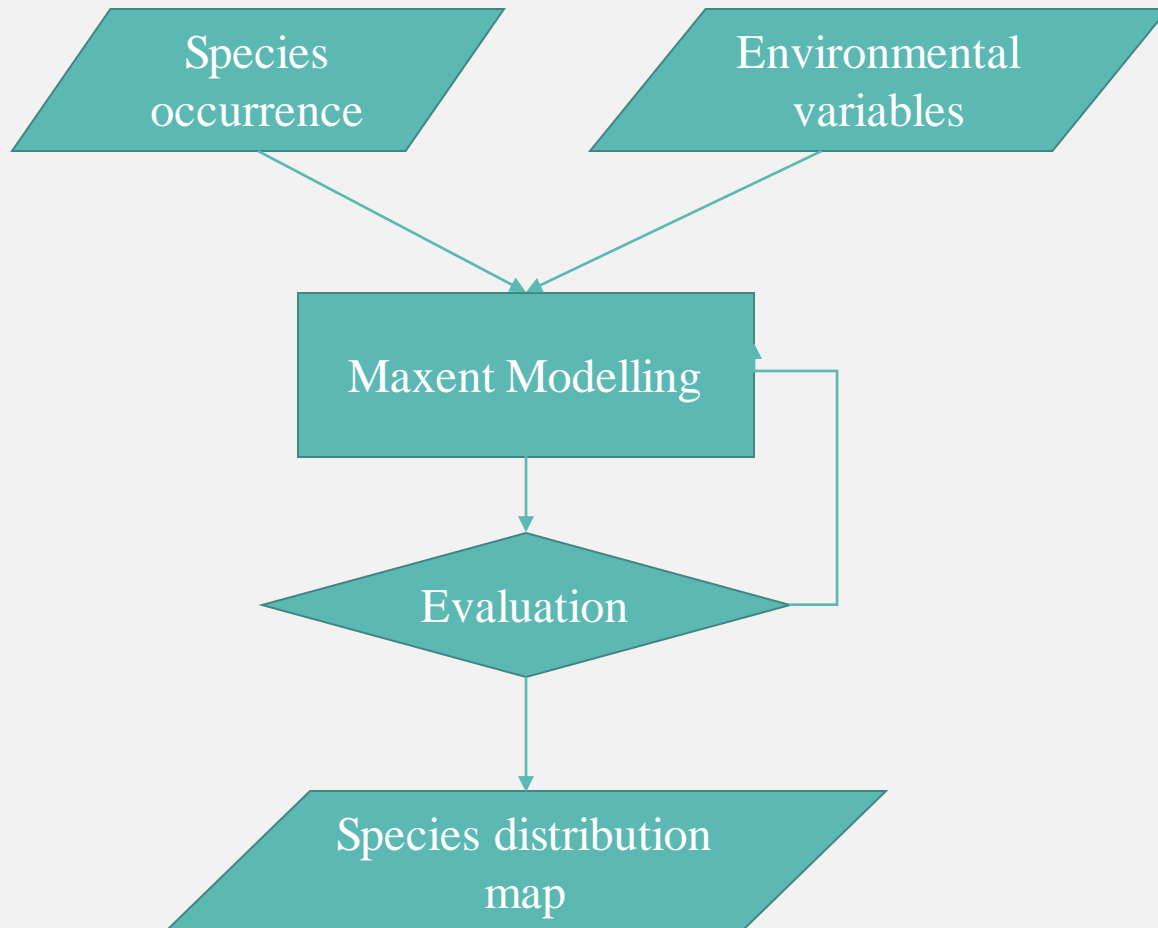 Species
occurrence
Environmental
variables
Maxent Modelling
Evaluation
Species distribution
map